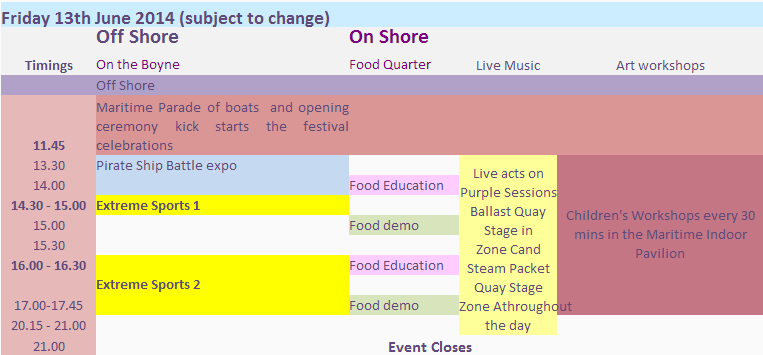 Friday 13th June 2014 (subject to change)
Off Shore On Shore
Timings On the Boyne Food Quarter Live Music Art workshops
Off Shore
Maritime Parade of boats and opening
ceremony kick starts the festival
11.45 celebrations
13.30 Pirate Ship Battle expo
14.00 Food Education
14.30 - 15.00 Extreme Sports 1
15.00 Food demo
15.30
16.00 - 16.30 Food Education
Extreme Sports 2
17.00-17.45 Food demo
20.15 - 21.00
Live acts on
Purple Sessions
Ballast Quay
Stage in
Zone Cand
Steam Packet
Quay Stage
Zone Athroughout
the day
Children's Workshops every 30
mins in the Maritime Indoor
Pavilion
21.00 Event Closes